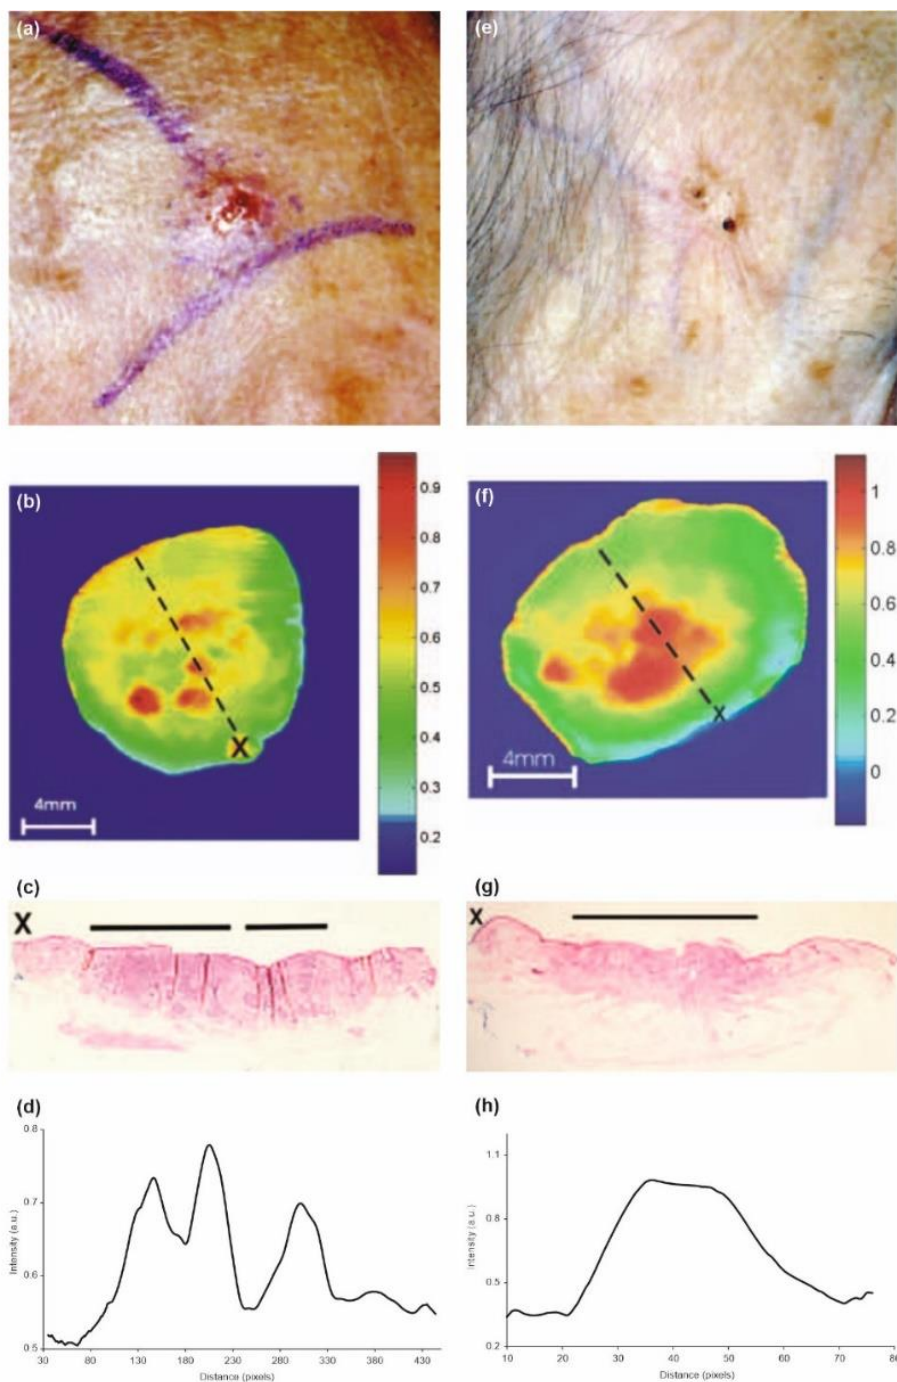 (a)
(e)
(b)
0.9
0.8
0.7
0.6
0.5
0.4
0.3
0.2
X
4mm
(f)
1
0.8
0.6
0.4
0.2
0
X
4mm
(c)
X
(g)
X
(d)
0.8
0.7
0.6
0.5
Intensity (a.u.)
30 80 130 180 230 280 330 380 430
Distance (pixels)
(h)
1.1
0.8
0.5
0.2
Intensity (a.u.)
10 20 30 40 50 60 70 80
Distance (pixels)